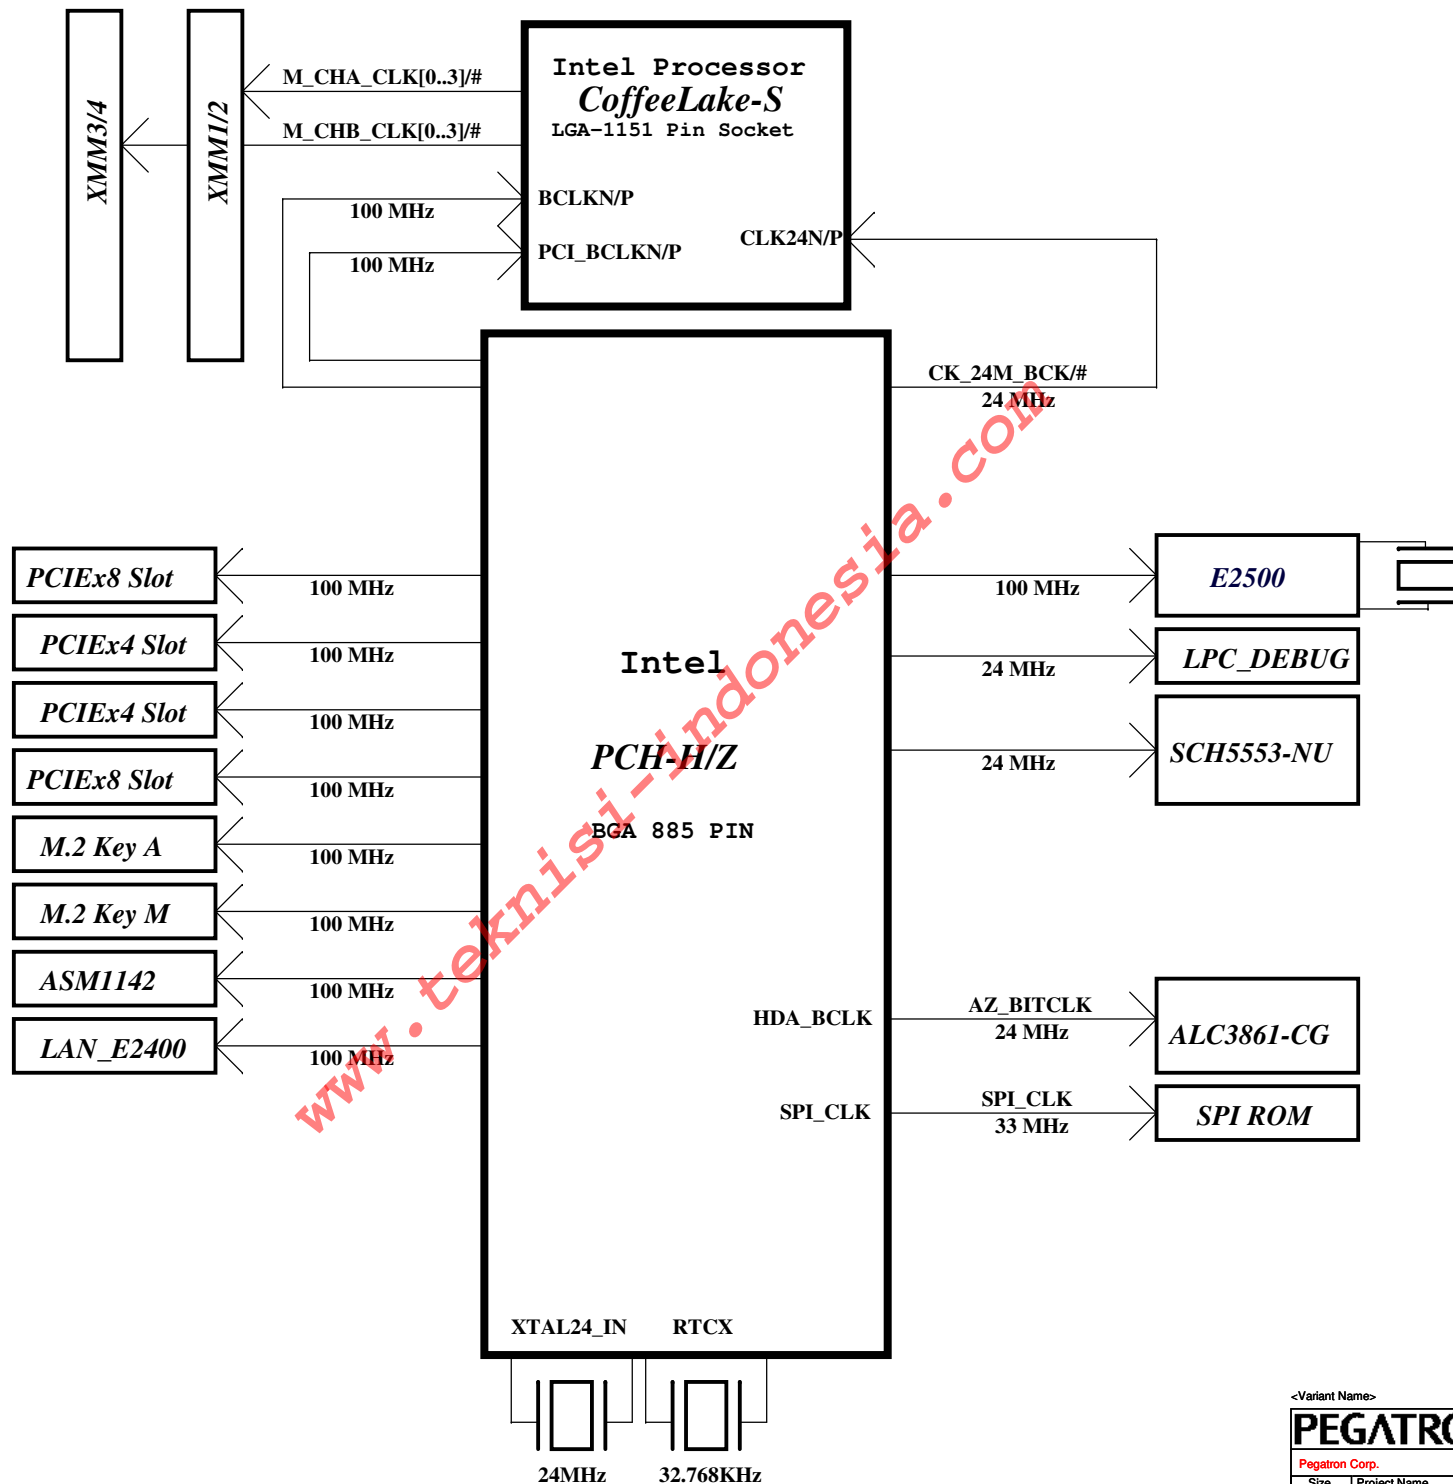 XMM3/4
XMM1/2
M_CHA_CLK[0..3]/#
M_CHB_CLK[0..3]/#
Intel Processor
CoffeeLake-S
LGA-1151 Pin Socket
BCLKN/P
100 MHz
CLK24N/P
PCI_BCLKN/P
100 MHz
CK_24M_BCK/#
24 MHz
PCIEx8 Slot
100 MHz
100 MHz
E2500
PCIEx4 Slot
100 MHz
Intel
24 MHz
LPC_DEBUG
PCIEx4 Slot
100 MHz
PCH-H/Z
24 MHz
SCH5553-NU
PCIEx8 Slot
100 MHz
BGA 885 PIN
M.2 Key A
100 MHz
M.2 Key M
100 MHz
ASM1142
100 MHz
LAN_E2400
100 MHz
HDA_BCLK
AZ_BITCLK
24 MHz
ALC3861-CG
SPI_CLK
SPI_CLK
33 MHz
SPI ROM
www.teknisi-indonesia.com
XTAL24_IN
RTCX
24MHz
32.768KHz
<Variant Name>
PEGATRO
Pegatron Corp.
Size
Project Name